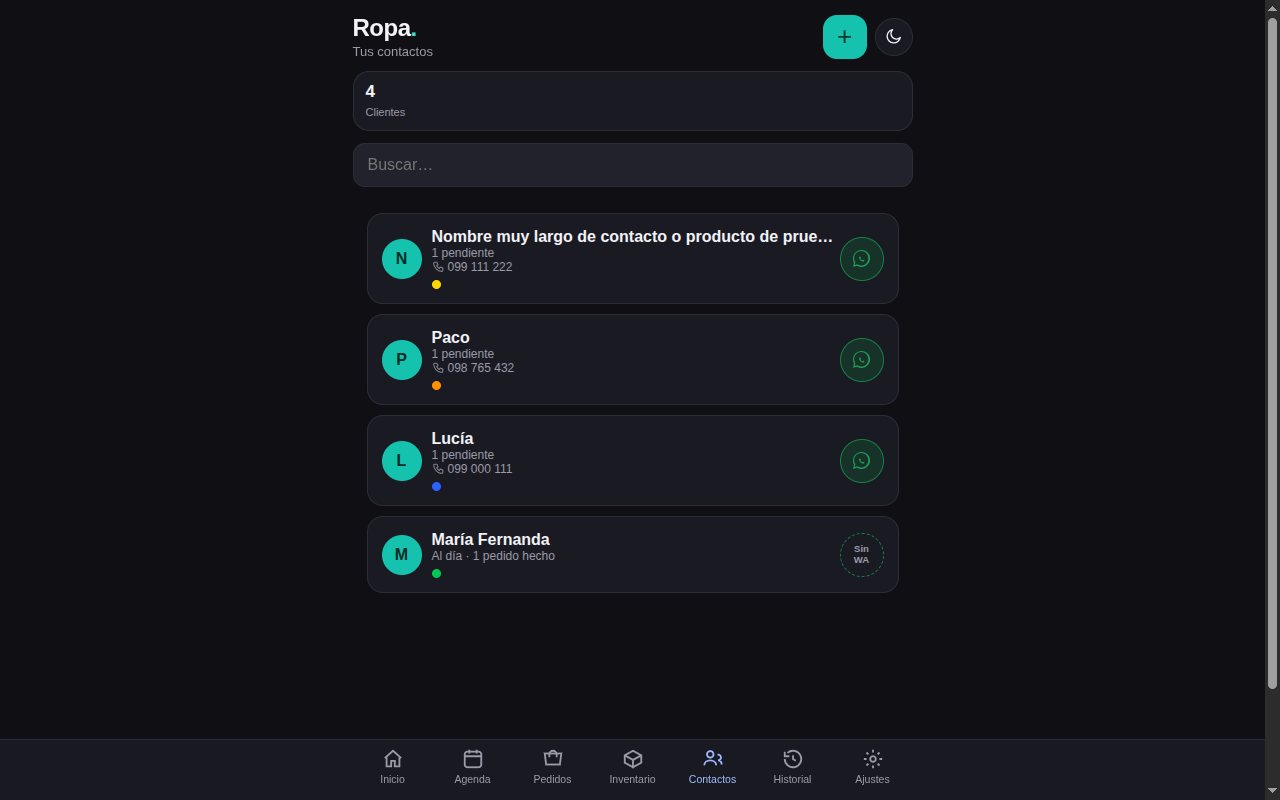 Ropa.
Tus contactos
4
Clientes
Buscar…
N
Nombre muy largo de contacto o producto de prue…
1 pendiente
099 111 222
P
Paco
1 pendiente
098 765 432
L
Lucía
1 pendiente
099 000 111
M
María Fernanda
Al día · 1 pedido hecho
Sin
WA
Inicio
Agenda
Pedidos
Inventario
Contactos
Historial
Ajustes